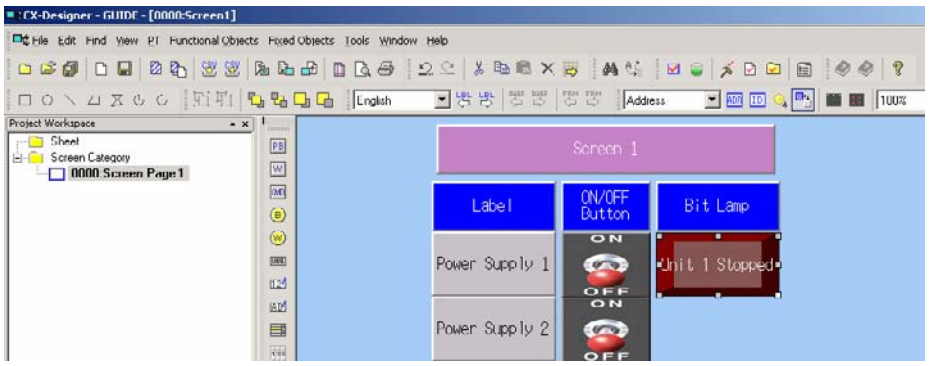 CX-Designer - GUIDE - [0000:Screen1]
File Edit Find View PT Functional Objects Fixed Objects Tools Window Help
English Address 100%
Project Workspace
Sheet
Screen Category
0000:Screen Page1
PB
W
CMD
B
W
Screen 1
Label ON/OFF Button Bit Lamp
ON
Power Supply 1 Unit 1 Stopped
OFF
ON
Power Supply 2
OFF